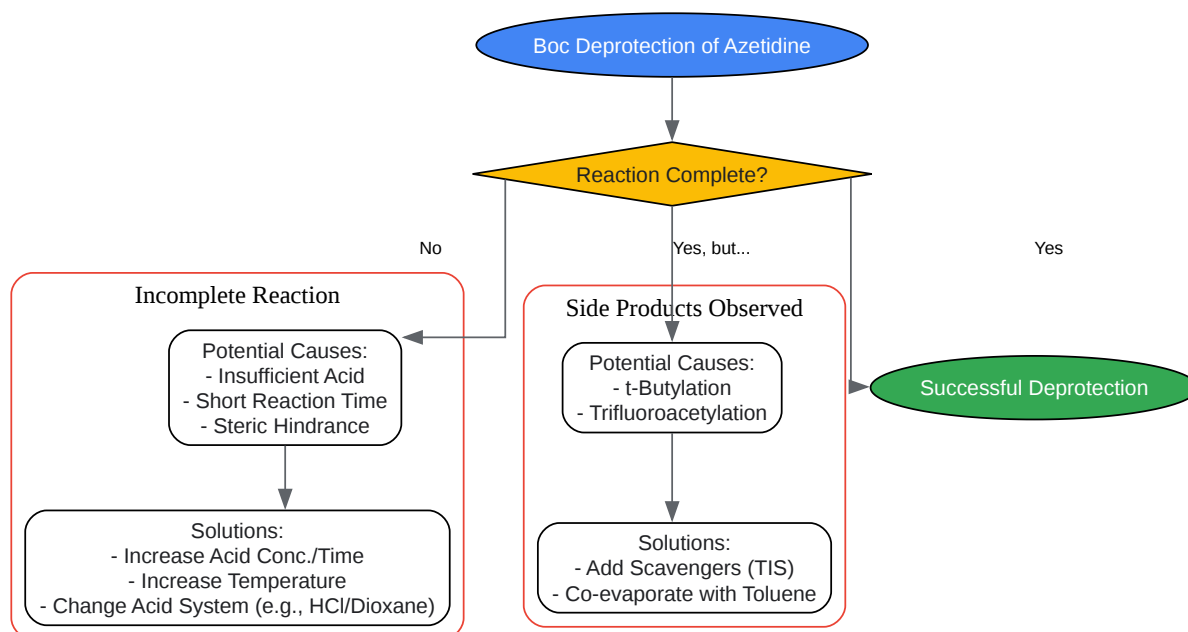 Boc Deprotection of Azetidine
Reaction Complete?
No
Yes, but...
Yes
Incomplete Reaction
Potential Causes:
- Insufficient Acid
- Short Reaction Time
- Steric Hindrance
Solutions:
- Increase Acid Conc./Time
- Increase Temperature
- Change Acid System (e.g., HCl/Dioxane)
Side Products Observed
Potential Causes:
- t-Butylation
- Trifluoroacetylation
Solutions:
- Add Scavengers (TIS)
- Co-evaporate with Toluene
Successful Deprotection